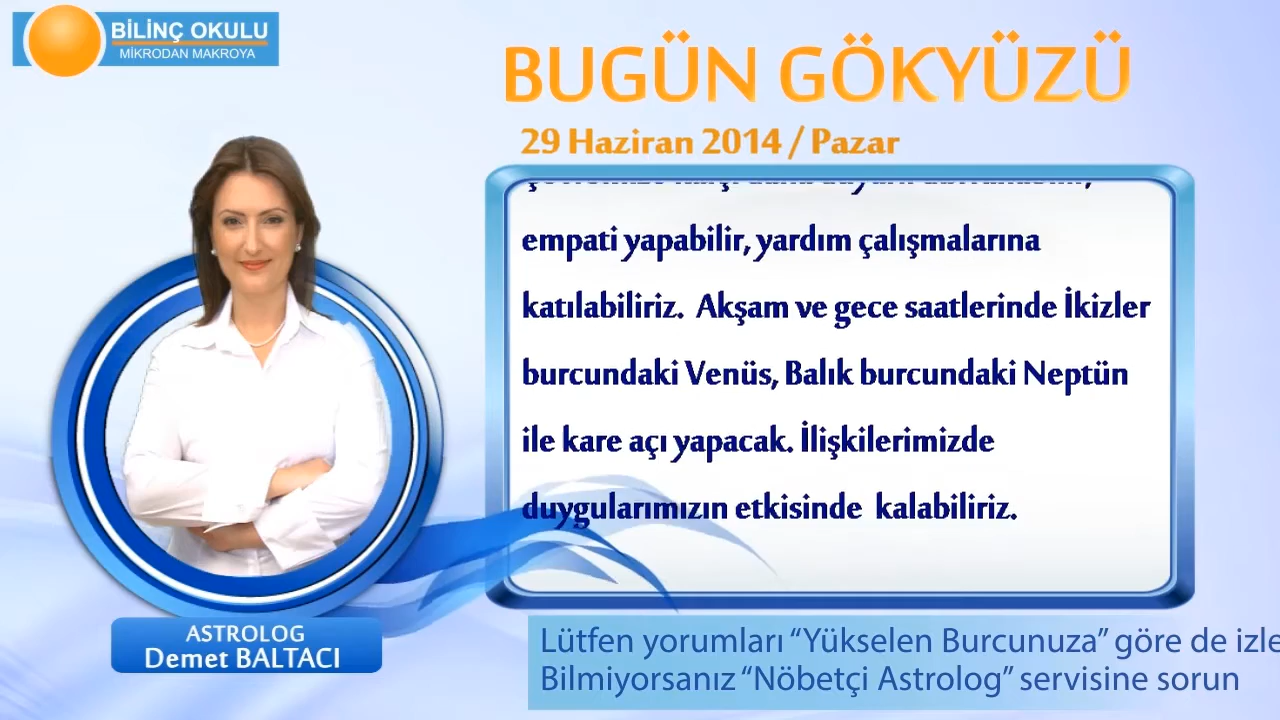 BİLİNÇ OKULU
MİKRODAN MAKROYA
BUGÜN GÖKYÜZÜ
29 Haziran 2014 / Pazar
empati yapabilir, yardım çalışmalarına
katılabiliriz. Akşam ve gece saatlerinde İkizler
burcundaki Venüs, Balık burcundaki Neptün
ile kare açı yapacak. İlişkilerimizde
duygularımızın etkisinde kalabiliriz.
ASTROLOG
Demet BALTACI
Lütfen yorumları “Yükselen Burcunuza” göre de izle
Bilmiyorsanız “Nöbetçi Astrolog” servisine sorun